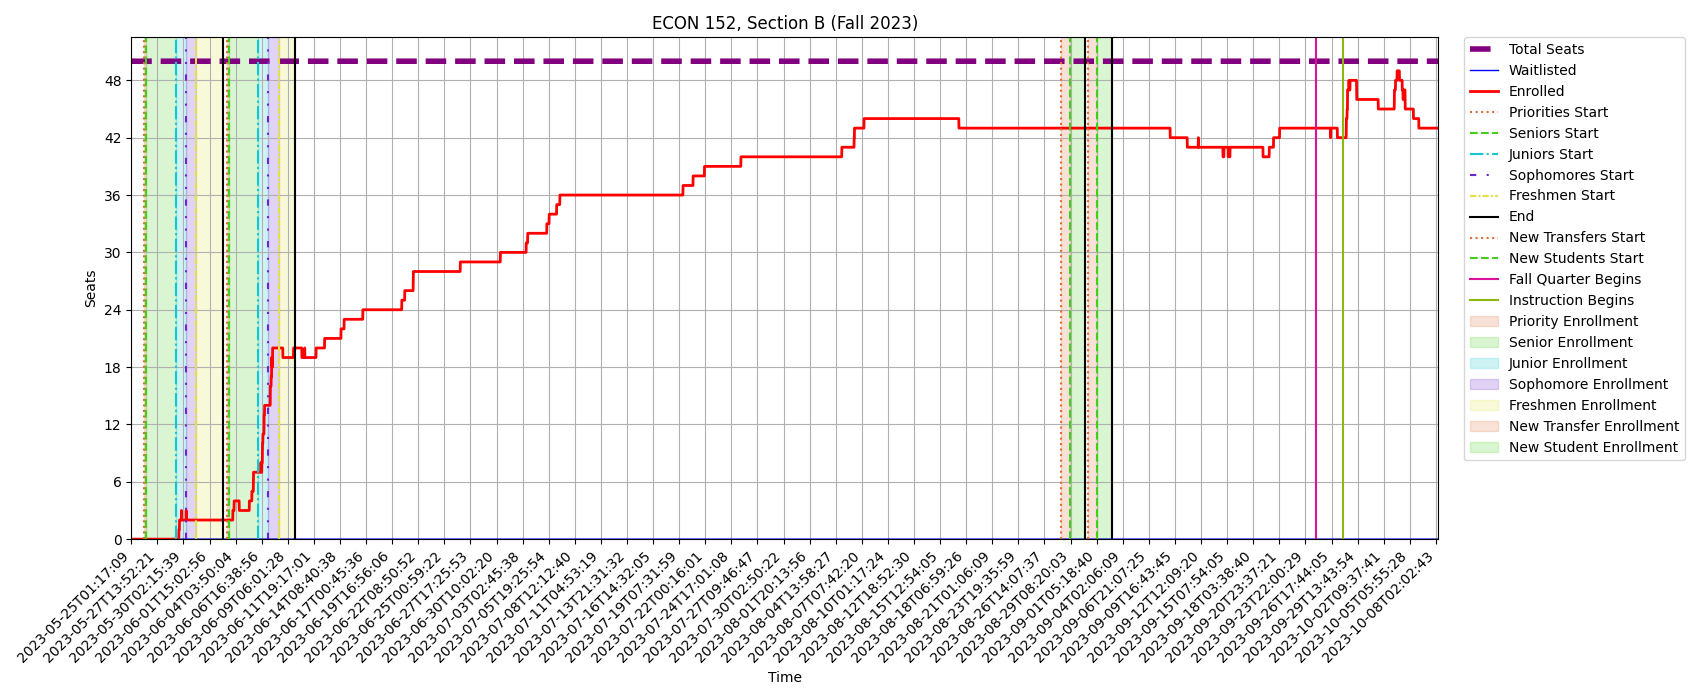 ECON 152, Section B (Fall 2023)
Seats
48
42
36
30
24
18
12
6
0
2023-05-25T01:17:09
2023-05-27T13:52:21
2023-05-30T02:15:39
2023-06-01T15:02:56
2023-06-04T03:50:04
2023-06-06T16:38:56
2023-06-09T06:01:28
2023-06-11T19:17:01
2023-06-14T08:40:38
2023-06-17T00:45:36
2023-06-19T16:56:06
2023-06-22T08:50:52
2023-06-25T00:59:22
2023-06-27T17:25:53
2023-06-30T10:02:20
2023-07-03T02:45:38
2023-07-05T19:25:54
2023-07-08T12:12:40
2023-07-11T04:53:19
2023-07-13T21:31:32
2023-07-16T14:32:05
2023-07-19T07:31:59
2023-07-22T00:16:01
2023-07-24T17:01:08
2023-07-27T09:46:47
2023-07-30T02:50:22
2023-08-01T20:13:56
2023-08-04T13:58:27
2023-08-07T07:42:20
2023-08-10T01:17:24
2023-08-12T18:52:30
2023-08-15T12:54:05
2023-08-18T06:59:26
2023-08-21T01:06:09
2023-08-23T19:35:59
2023-08-26T14:07:37
2023-08-29T08:20:03
2023-09-01T05:18:40
2023-09-04T02:06:09
2023-09-06T21:07:25
2023-09-09T16:43:45
2023-09-12T12:09:20
2023-09-15T07:54:05
2023-09-18T03:38:40
2023-09-20T23:37:21
2023-09-23T22:00:29
2023-09-26T17:44:05
2023-09-29T13:43:54
2023-10-02T09:37:41
2023-10-05T05:55:28
2023-10-08T02:02:43
Time
Total Seats
Waitlisted
Enrolled
Priorities Start
Seniors Start
Juniors Start
Sophomores Start
Freshmen Start
End
New Transfers Start
New Students Start
Fall Quarter Begins
Instruction Begins
Priority Enrollment
Senior Enrollment
Junior Enrollment
Sophomore Enrollment
Freshmen Enrollment
New Transfer Enrollment
New Student Enrollment